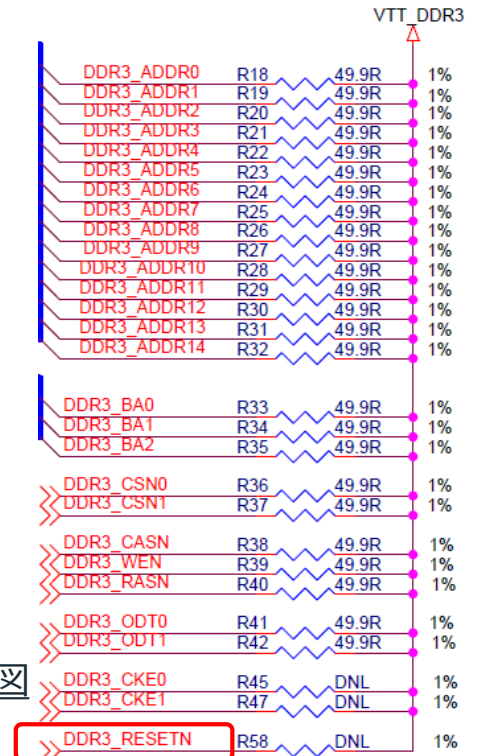 VTT_DDR3
DDR3_ADDR0 R18 49.9R 1%
DDR3_ADDR1 R19 49.9R 1%
DDR3_ADDR2 R20 49.9R 1%
DDR3_ADDR3 R21 49.9R 1%
DDR3_ADDR4 R22 49.9R 1%
DDR3_ADDR5 R23 49.9R 1%
DDR3_ADDR6 R24 49.9R 1%
DDR3_ADDR7 R25 49.9R 1%
DDR3_ADDR8 R26 49.9R 1%
DDR3_ADDR9 R27 49.9R 1%
DDR3_ADDR10 R28 49.9R 1%
DDR3_ADDR11 R29 49.9R 1%
DDR3_ADDR12 R30 49.9R 1%
DDR3_ADDR13 R31 49.9R 1%
DDR3_ADDR14 R32 49.9R 1%
DDR3_BA0 R33 49.9R 1%
DDR3_BA1 R34 49.9R 1%
DDR3_BA2 R35 49.9R 1%
DDR3_CSN0 R36 49.9R 1%
DDR3_CSN1 R37 49.9R 1%
DDR3_CASN R38 49.9R 1%
DDR3_WEN R39 49.9R 1%
DDR3_RASN R40 49.9R 1%
DDR3_ODT0 R41 49.9R 1%
DDR3_ODT1 R42 49.9R 1%
図
DDR3_CKE0 R45 DNL 1%
DDR3_CKE1 R47 DNL 1%
DDR3_RESETN R58 DNL 1%